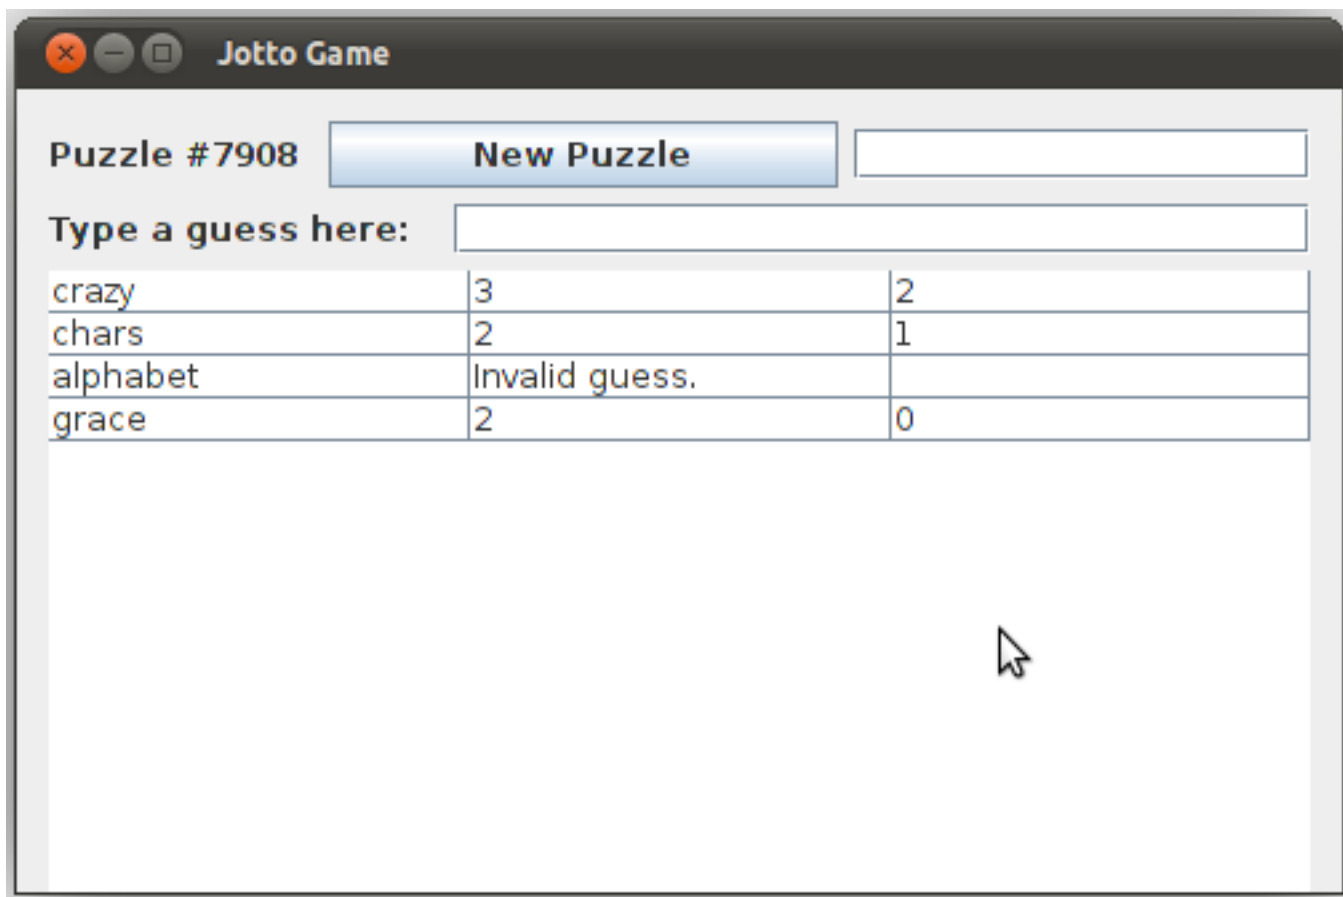 Jotto Game
Puzzle #7908 New Puzzle
Type a guess here:
crazy 3 2
chars 2 1
alphabet Invalid guess.
grace 2 0